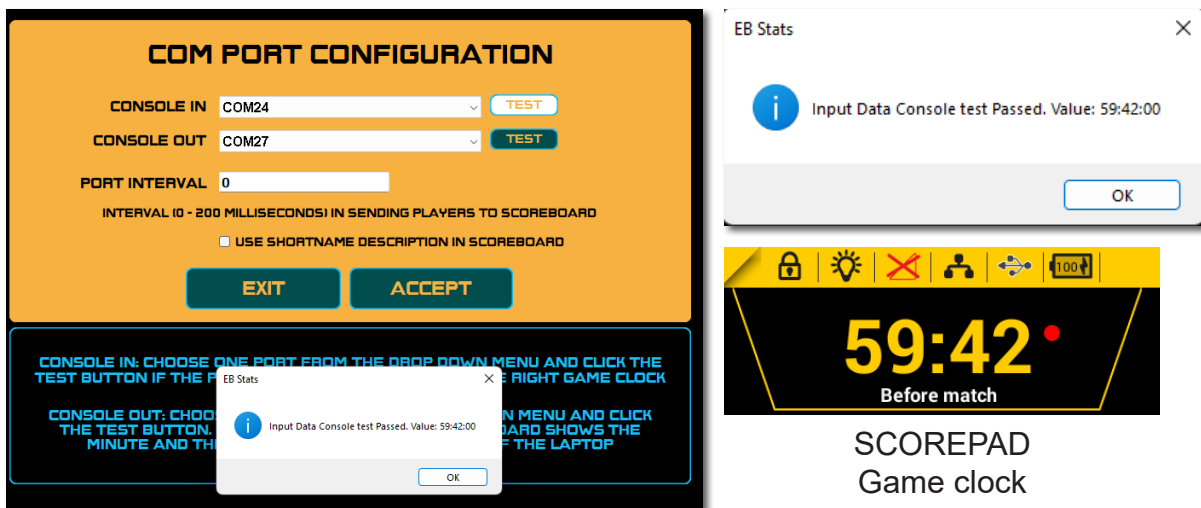 COM PORT CONFIGURATION
CONSOLE IN COM24 TEST
CONSOLE OUT COM27 TEST
PORT INTERVAL 0
INTERVAL (0 - 200 MILLISECONDS) IN SENDING PLAYERS TO SCOREBOARD
USE SHORTNAME DESCRIPTION IN SCOREBOARD
EXIT ACCEPT
CONSOLE IN: CHOOSE ONE PORT FROM THE DROP DOWN MENU AND CLICK THE
TEST BUTTON IF THE RIGHT GAME CLOCK
CONSOLE OUT: MENU AND CLICK
THE TEST BUTTON. SHOWS THE
MINUTE AND OF THE LAPTOP
EB Stats
Input Data Console test Passed. Value: 59:42:00
OK
EB Stats
Input Data Console test Passed. Value: 59:42:00
OK
100
59:42
Before match
SCOREPAD
Game clock